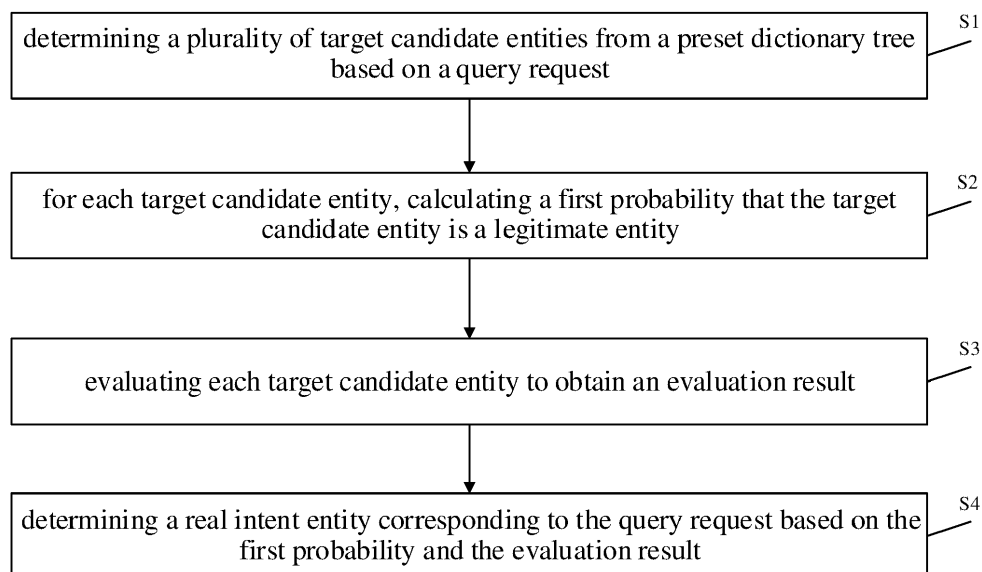 S1
determining a plurality of target candidate entities from a preset dictionary tree
based on a query request
S2
for each target candidate entity, calculating a first probability that the target
candidate entity is a legitimate entity
S3
evaluating each target candidate entity to obtain an evaluation result
S4
determining a real intent entity corresponding to the query request based on the
first probability and the evaluation result